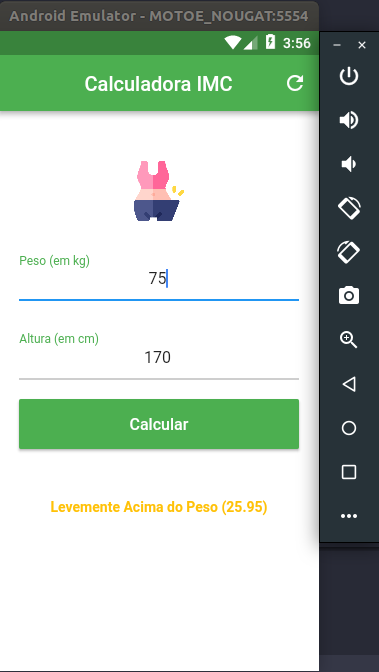 Android Emulator - MOTOE_NOUGAT:5554
3:56
Calculadora IMC
Peso (em kg)
75
Altura (em cm)
170
Calcular
Levemente Acima do Peso (25.95)